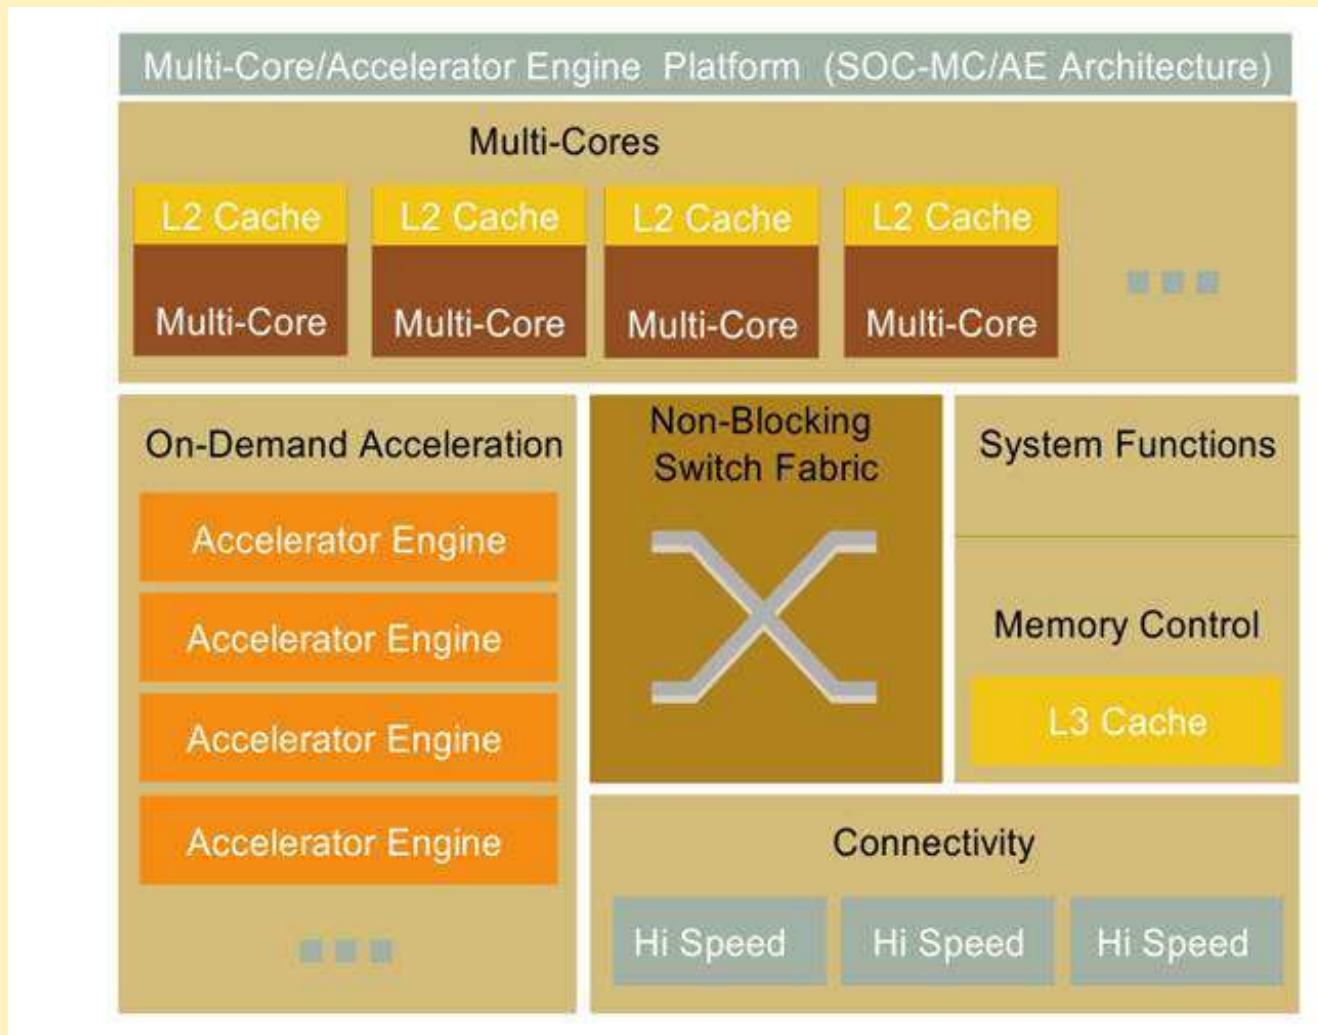 Multi-Core/Accelerator Engine Platform (SOC-MC/AE Architecture)
Multi-Cores
L2 Cache
Multi-Core
L2 Cache
Multi-Core
L2 Cache
Multi-Core
L2 Cache
Multi-Core
On-Demand Acceleration
Accelerator Engine
Accelerator Engine
Accelerator Engine
Accelerator Engine
Non-Blocking
Switch Fabric
System Functions
Memory Control
L3 Cache
Connectivity
Hi Speed
Hi Speed
Hi Speed